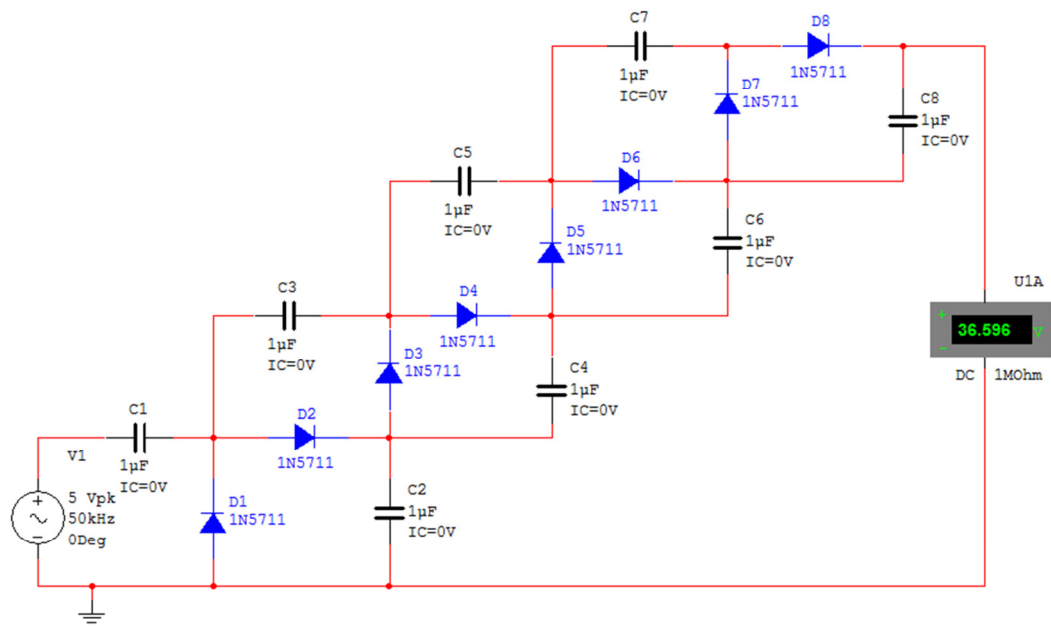 C7
1µF
IC=0V
D8
1N5711
D7
1N5711
C8
1µF
IC=0V
C5
1µF
IC=0V
D6
1N5711
D5
1N5711
C6
1µF
IC=0V
U1A
+
36.596 V
–
DC 1MOhm
C3
1µF
IC=0V
D4
1N5711
D3
1N5711
C4
1µF
IC=0V
C1
1µF
IC=0V
D2
1N5711
V1
5 Vpk
50kHz
0Deg
D1
1N5711
C2
1µF
IC=0V